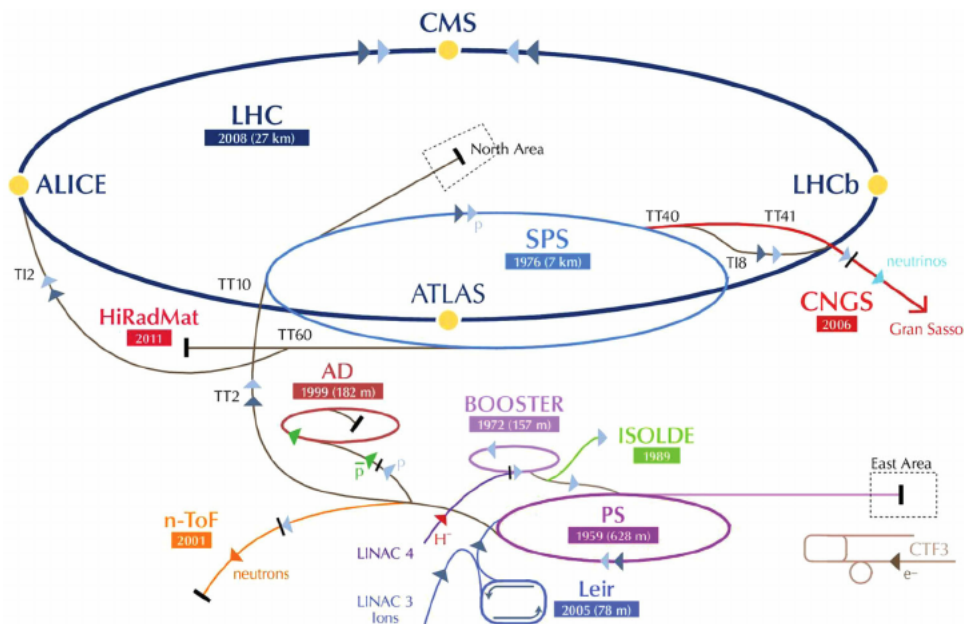 CMS
LHC
2008 (27 km)
North Area
ALICE
LHCb
TT40
TT41
p
SPS
1976 (7 km)
TI8
neutrinos
TI2
TT10
ATLAS
CNGS
2006
Gran Sasso
HiRadMat
2011
TT60
AD
1999 (182 m)
TT2
BOOSTER
1972 (157 m)
ISOLDE
1989
p̅
p
East Area
n-ToF
2001
PS
1959 (628 m)
H⁻
LINAC 4
neutrons
CTF3
e⁻
LINAC 3
Ions
Leir
2005 (78 m)